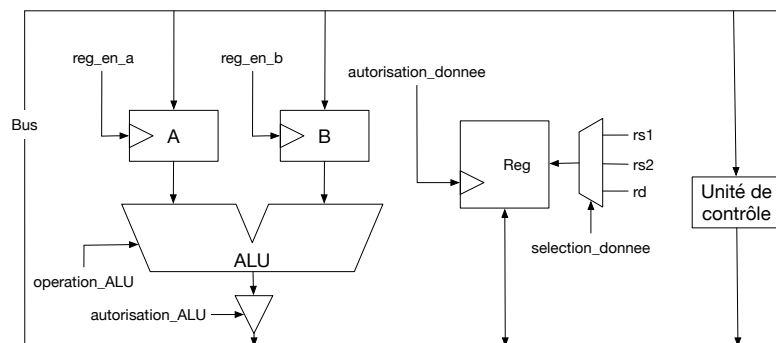 reg_en_a
reg_en_b
autorisation_donnee
Bus
A
B
Reg
rs1
rs2
rd
Unité de
contrôle
selection_donnee
ALU
operation_ALU
autorisation_ALU